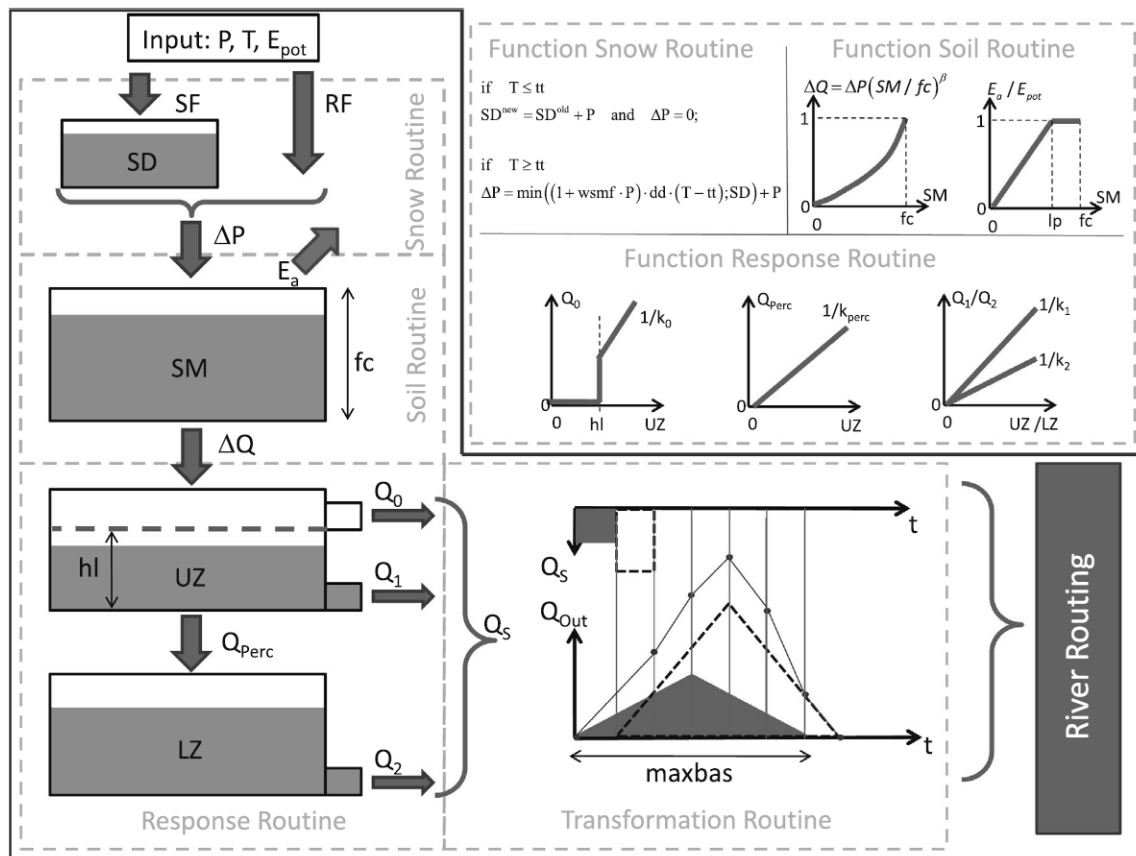 Input: P, T, E_pot
SF
RF
SD
Snow Routine
ΔP
E_a
SM
fc
Soil Routine
ΔQ
Q_0
hl
UZ
Q_1
Q_Perc
Q_S
LZ
Q_2
Response Routine
Function Snow Routine
if T ≤ tt
SD^new = SD^old + P and ΔP = 0;
if T ≥ tt
ΔP = min((1 + wsmf · P) · dd · (T − tt); SD) + P
Function Soil Routine
ΔQ = ΔP(SM / fc)^β
1
0
0
fc
SM
E_a / E_pot
1
0
0
lp
fc
SM
Function Response Routine
Q_0
1/k_0
0
0
hl
UZ
Q_Perc
1/k_perc
0
0
UZ
Q_1/Q_2
1/k_1
1/k_2
0
0
UZ /LZ
t
Q_S
Q_Out
t
maxbas
Transformation Routine
River Routing